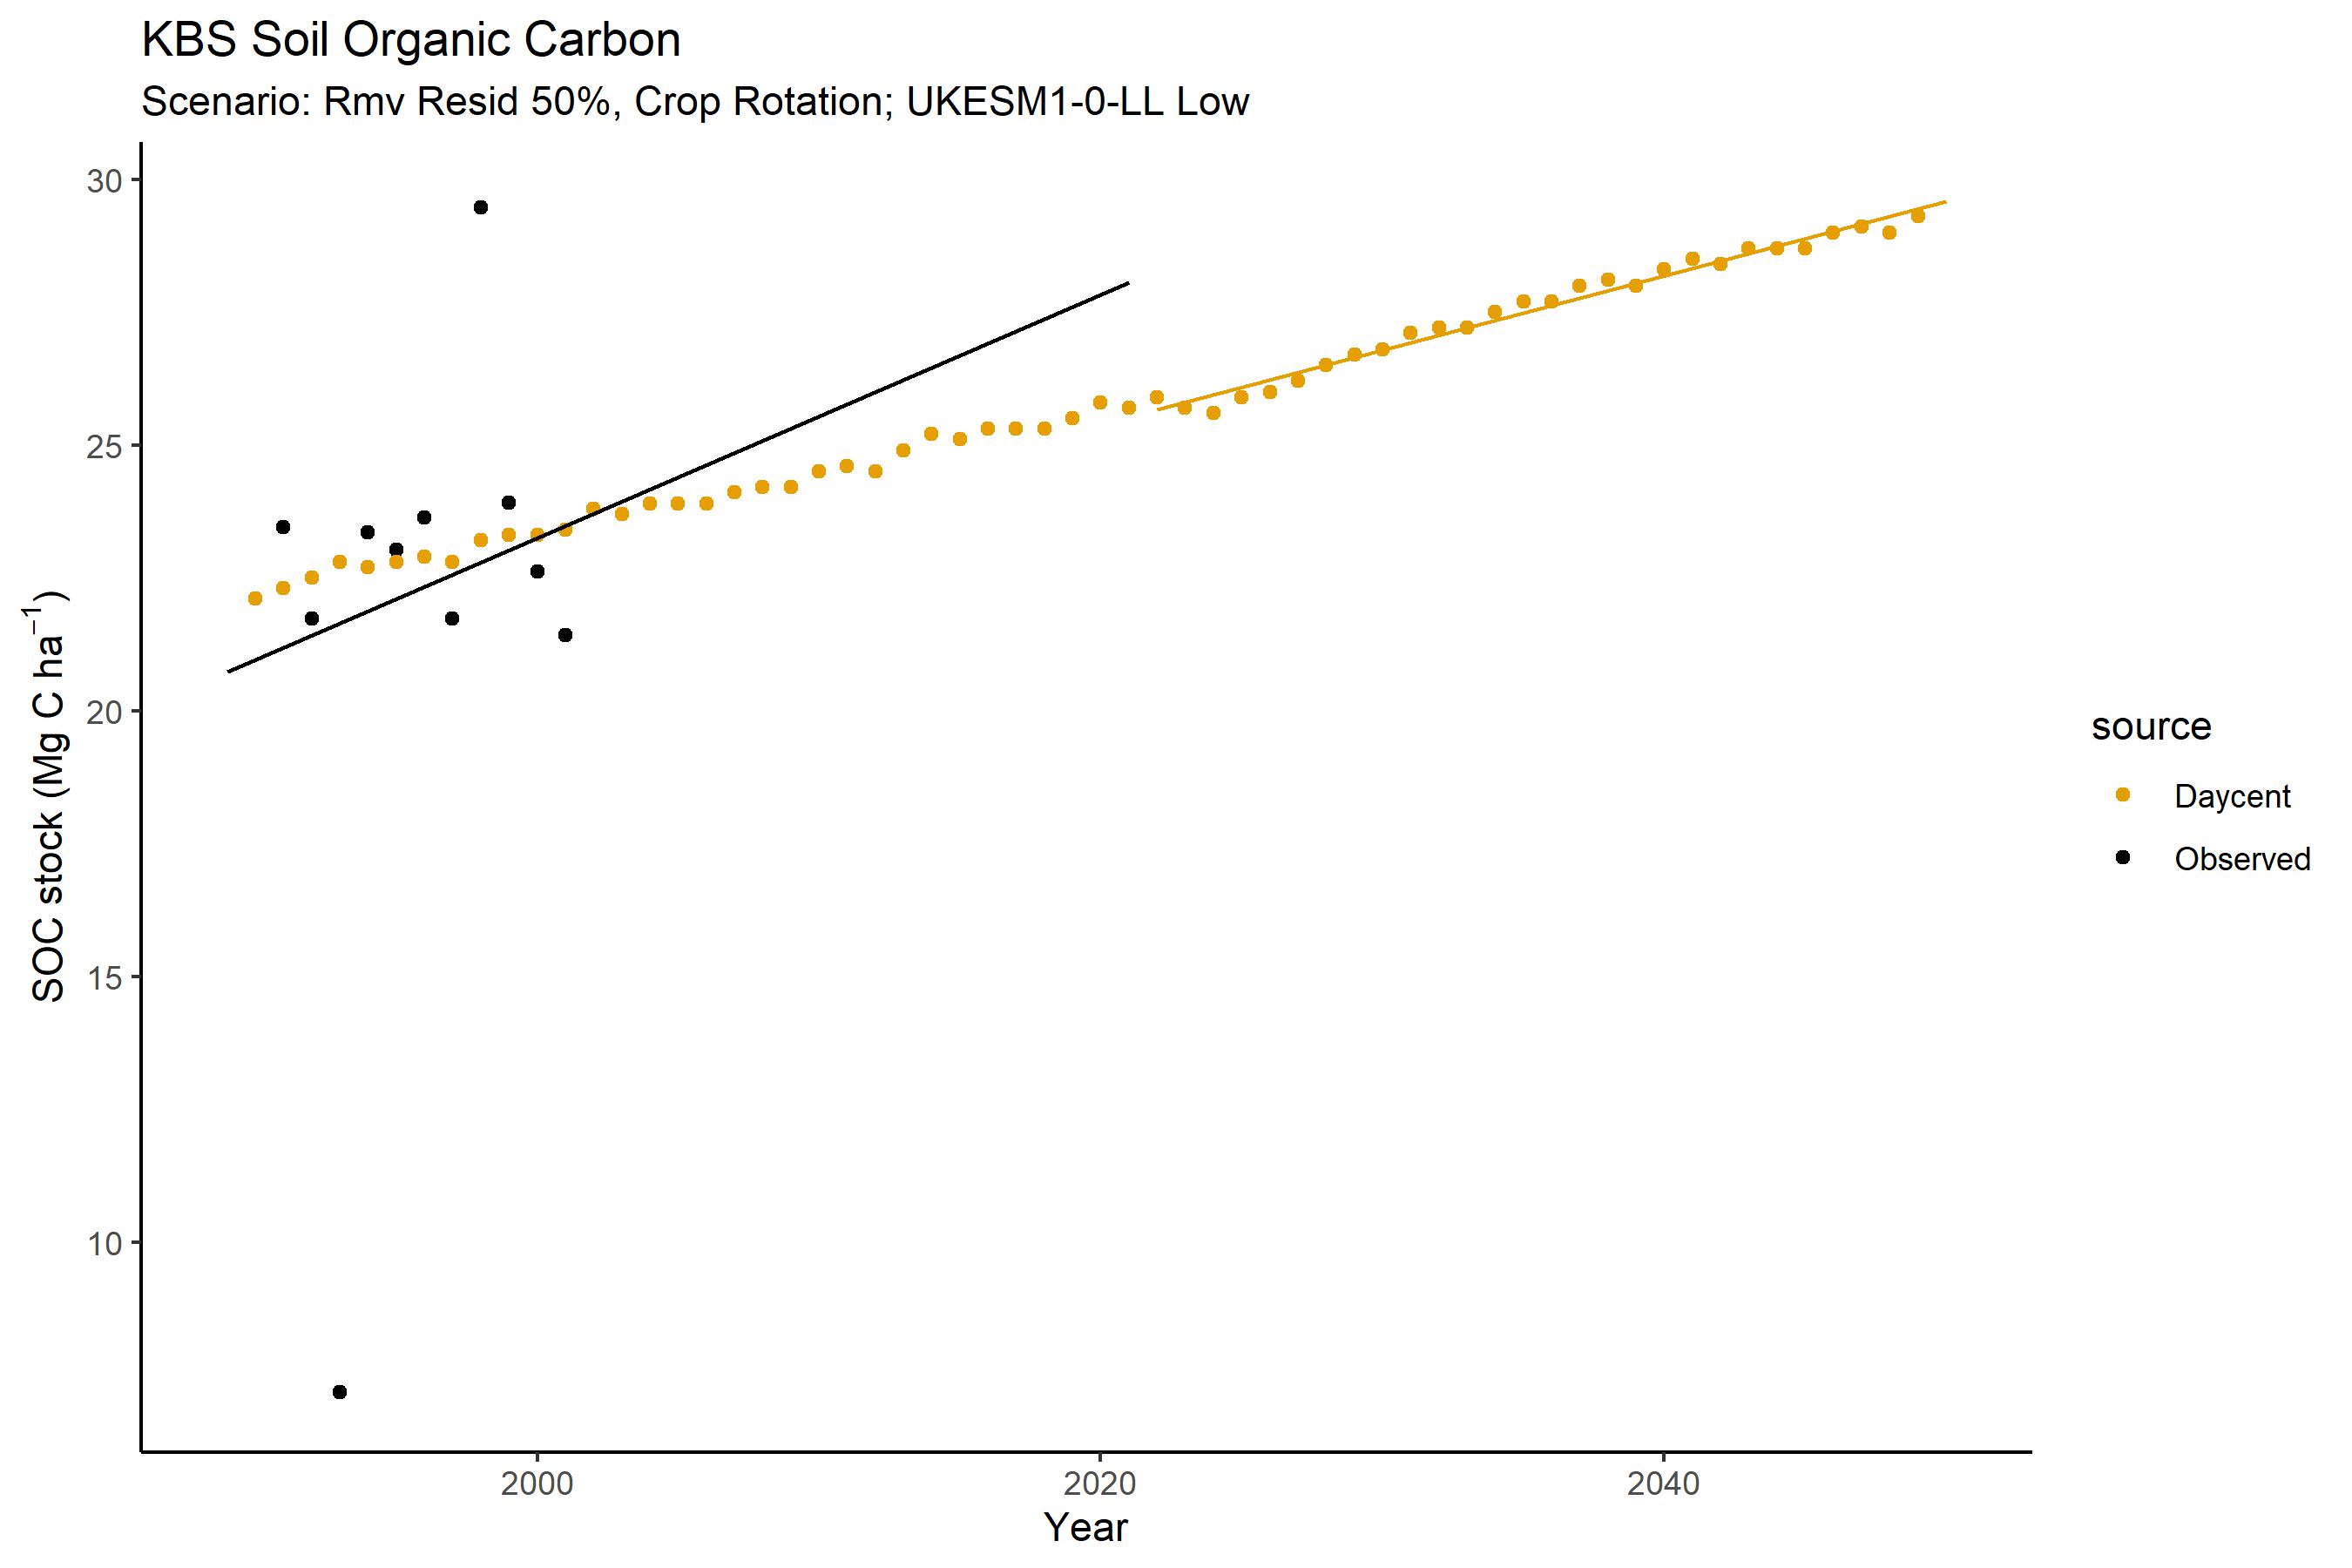 KBS Soil Organic Carbon
Scenario: Rmv Resid 50%, Crop Rotation; UKESM1-0-LL Low
SOC stock (Mg C ha⁻¹)
30
25
20
15
10
2000
2020
2040
Year
source
Daycent
Observed